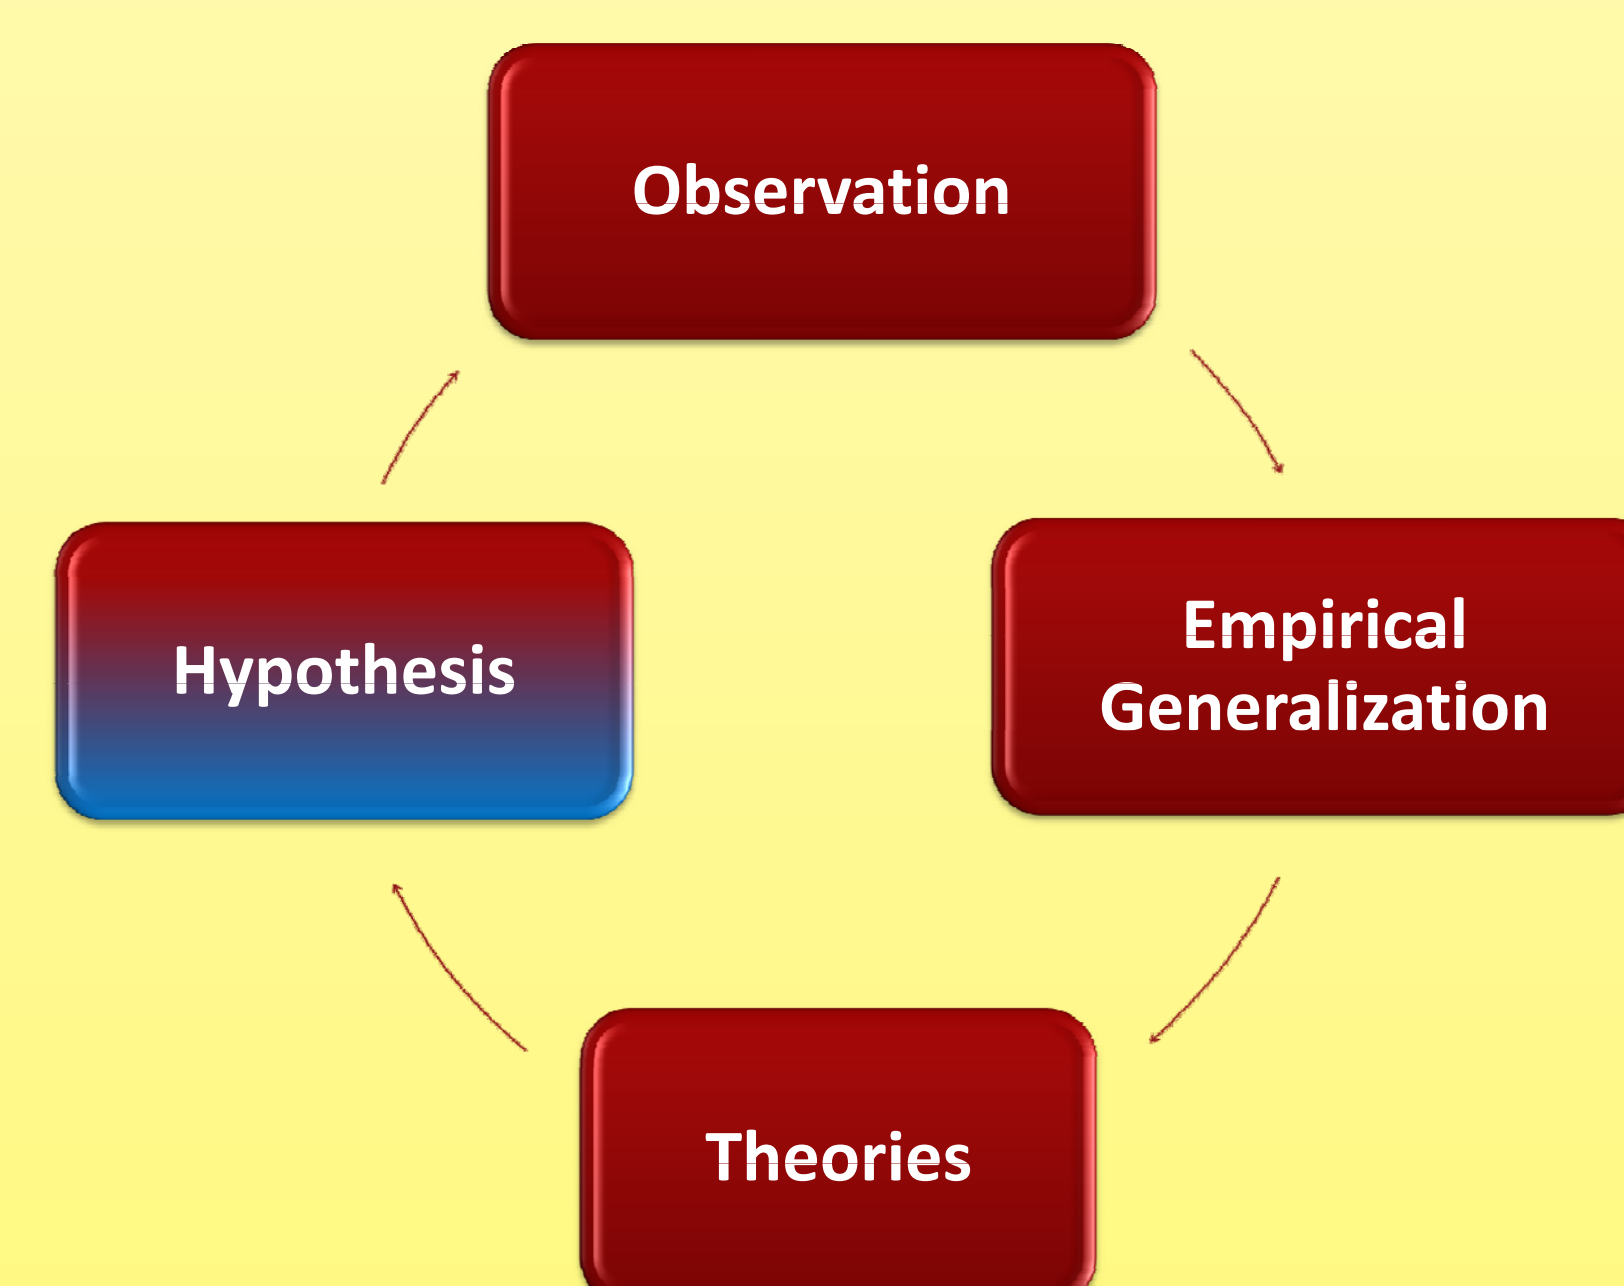 Observation
Hypothesis
Empirical
Generalization
Theories